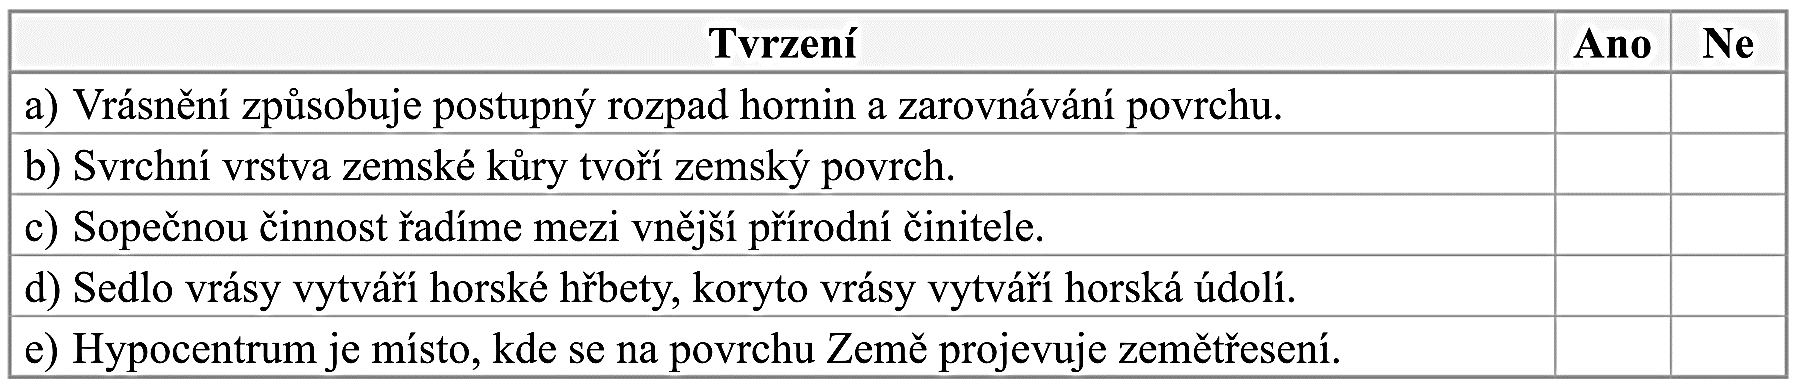 Tvrzení Ano Ne
a) Vrásnění způsobuje postupný rozpad hornin a zarovnávání povrchu.
b) Svrchní vrstva zemské kůry tvoří zemský povrch.
c) Sopečnou činnost řadíme mezi vnější přírodní činitele.
d) Sedlo vrásy vytváří horské hřbety, koryto vrásy vytváří horská údolí.
e) Hypocentrum je místo, kde se na povrchu Země projevuje zemětřesení.